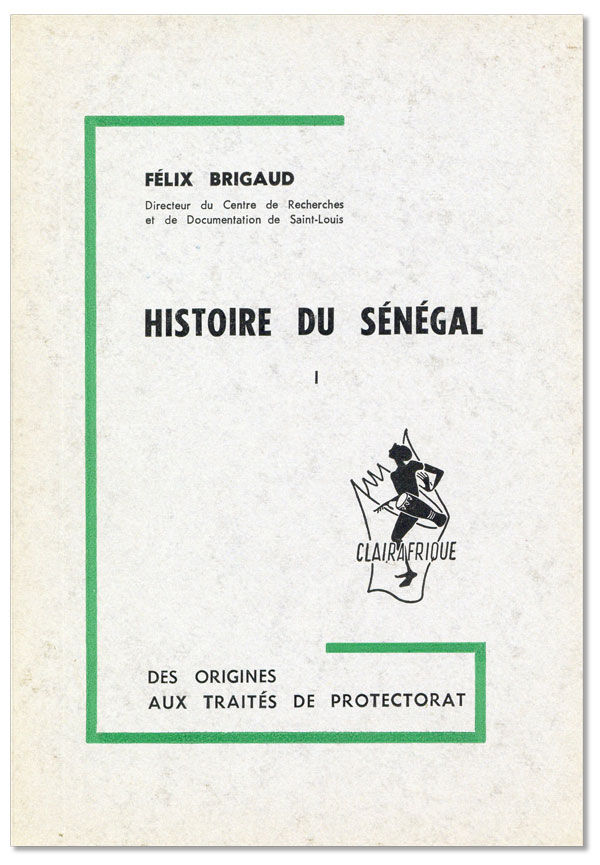 FÉLIX BRIGAUD
Directeur du Centre de Recherches
et de Documentation de Saint-Louis
HISTOIRE DU SÉNÉGAL
I
CLAIRAFRIQUE
DES ORIGINES
AUX TRAITÉS DE PROTECTORAT